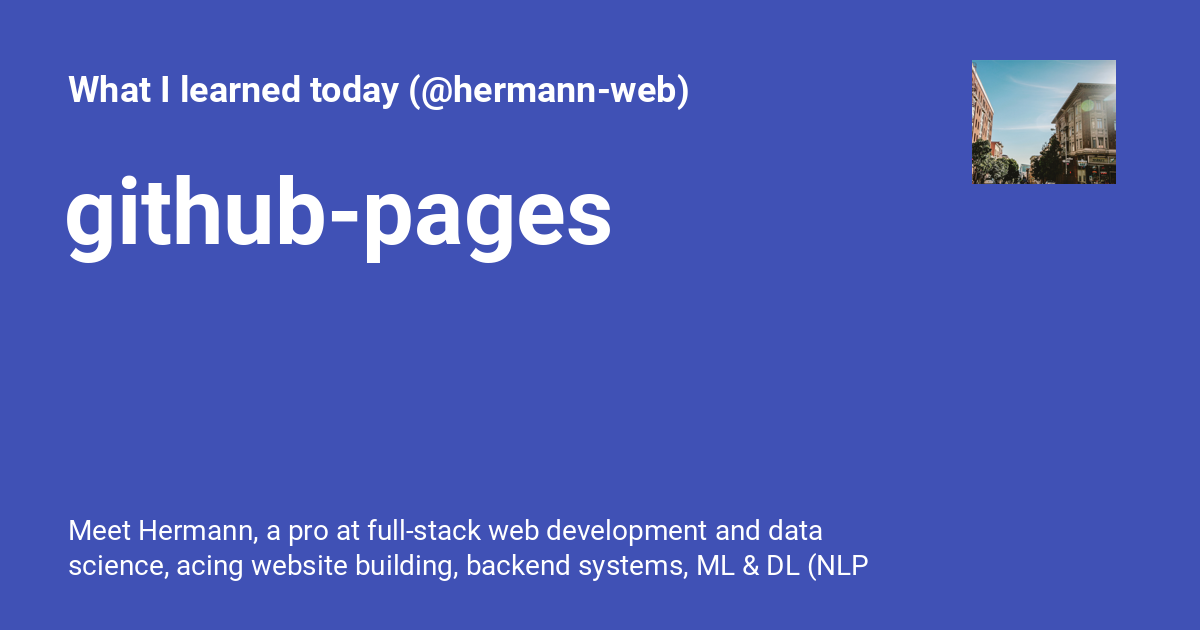 What I learned today (@hermann-web)
github-pages
Meet Hermann, a pro at full-stack web development and data
science, acing website building, backend systems, ML & DL (NLP